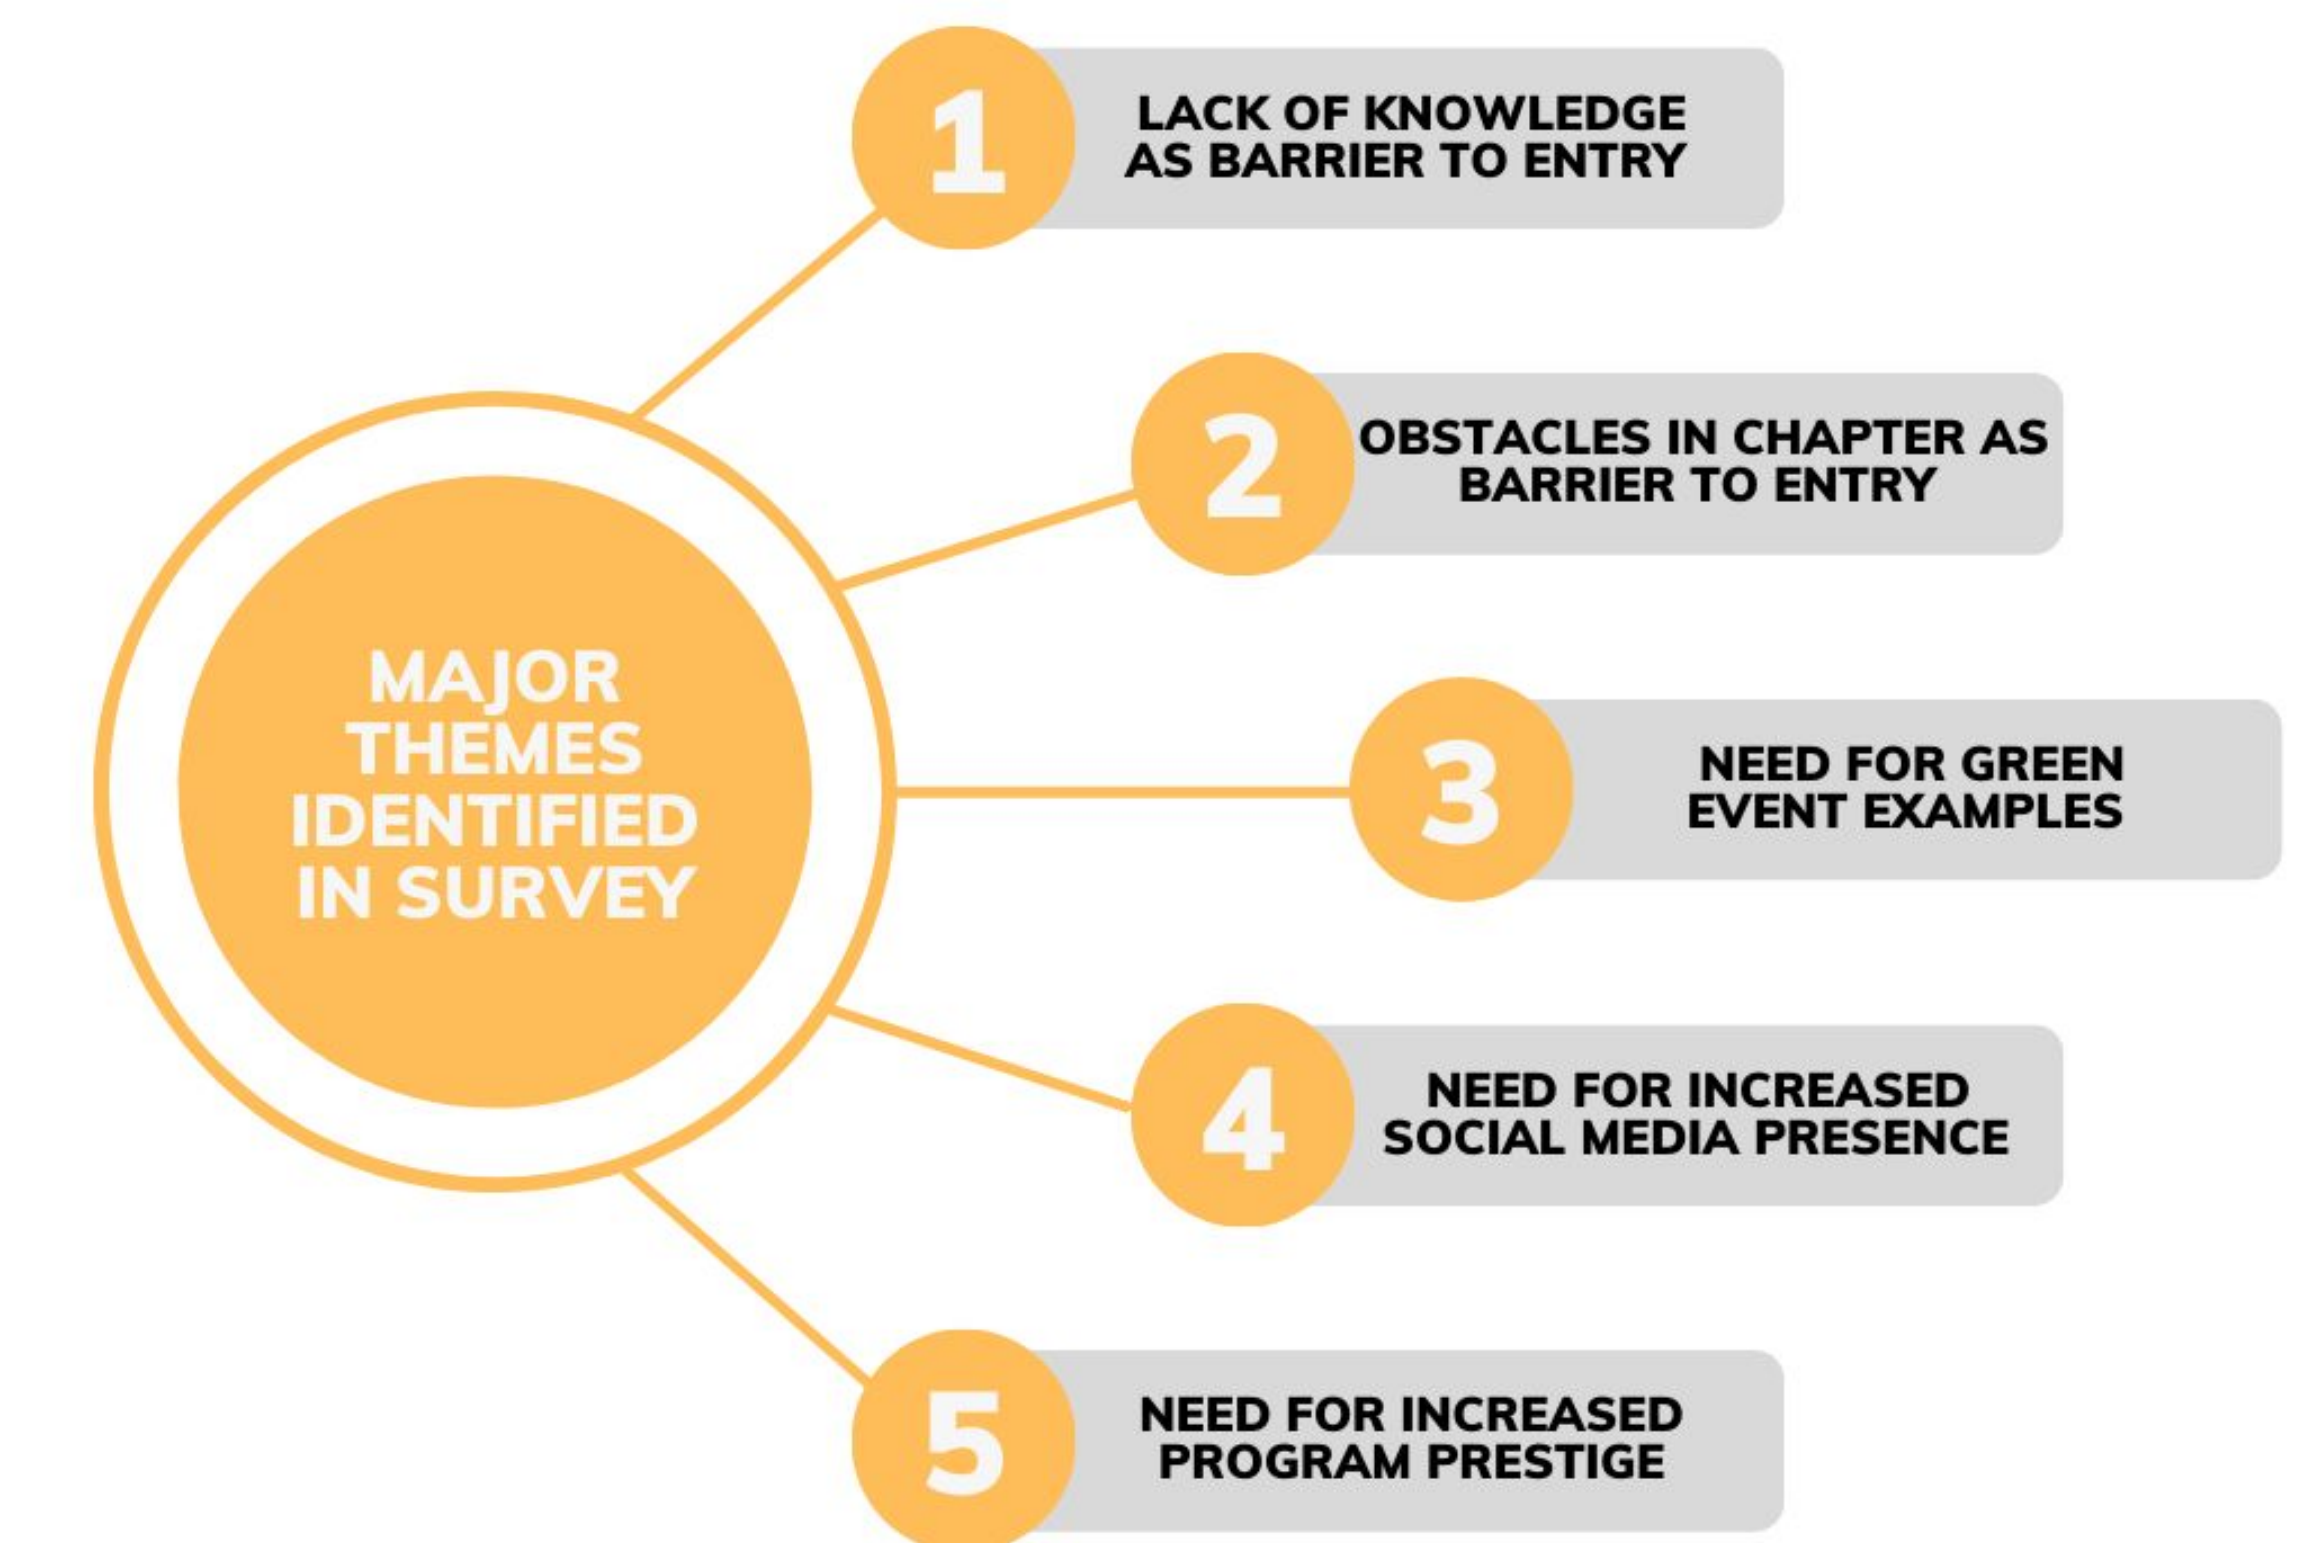 MAJOR
THEMES
IDENTIFIED
IN SURVEY
1
LACK OF KNOWLEDGE
AS BARRIER TO ENTRY
2
OBSTACLES IN CHAPTER AS
BARRIER TO ENTRY
3
NEED FOR GREEN
EVENT EXAMPLES
4
NEED FOR INCREASED
SOCIAL MEDIA PRESENCE
5
NEED FOR INCREASED
PROGRAM PRESTIGE